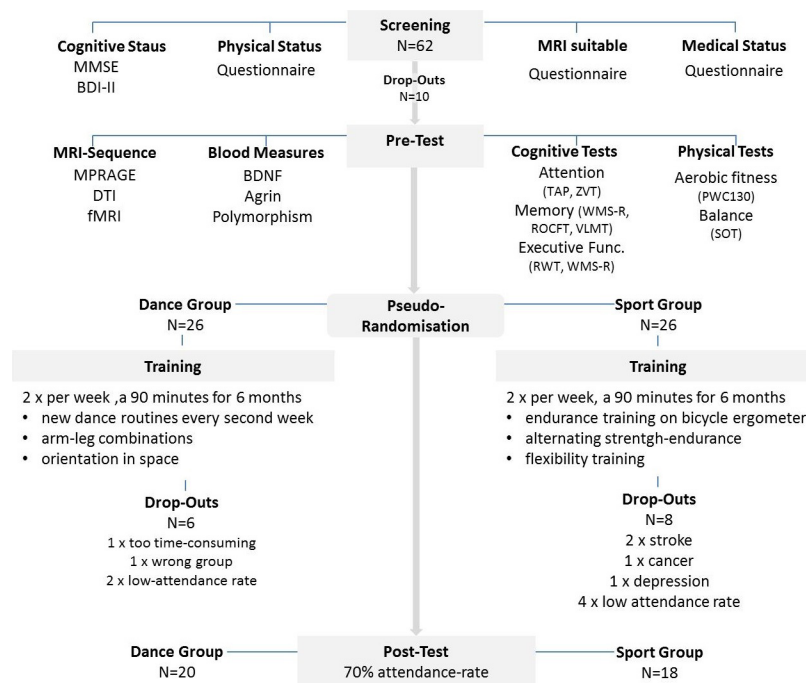 Screening
N=62
Cognitive Staus
MMSE
BDI-II
Physical Status
Questionnaire
MRI suitable
Questionnaire
Medical Status
Questionnaire
Drop-Outs
N=10
Pre-Test
MRI-Sequence
MPRAGE
DTI
fMRI
Blood Measures
BDNF
Agrin
Polymorphism
Cognitive Tests
Attention
(TAP, ZVT)
Memory (WMS-R,
ROCFT, VLMT)
Executive Func.
(RWT, WMS-R)
Physical Tests
Aerobic fitness
(PWC130)
Balance
(SOT)
Dance Group
N=26
Pseudo-
Randomisation
Sport Group
N=26
Training
2 x per week ,a 90 minutes for 6 months
• new dance routines every second week
• arm-leg combinations
• orientation in space
Training
2 x per week, a 90 minutes for 6 months
• endurance training on bicycle ergometer
• alternating strentgh-endurance
• flexibility training
Drop-Outs
N=6
1 x too time-consuming
1 x wrong group
2 x low-attendance rate
Drop-Outs
N=8
2 x stroke
1 x cancer
1 x depression
4 x low attendance rate
Dance Group
N=20
Post-Test
70% attendance-rate
Sport Group
N=18